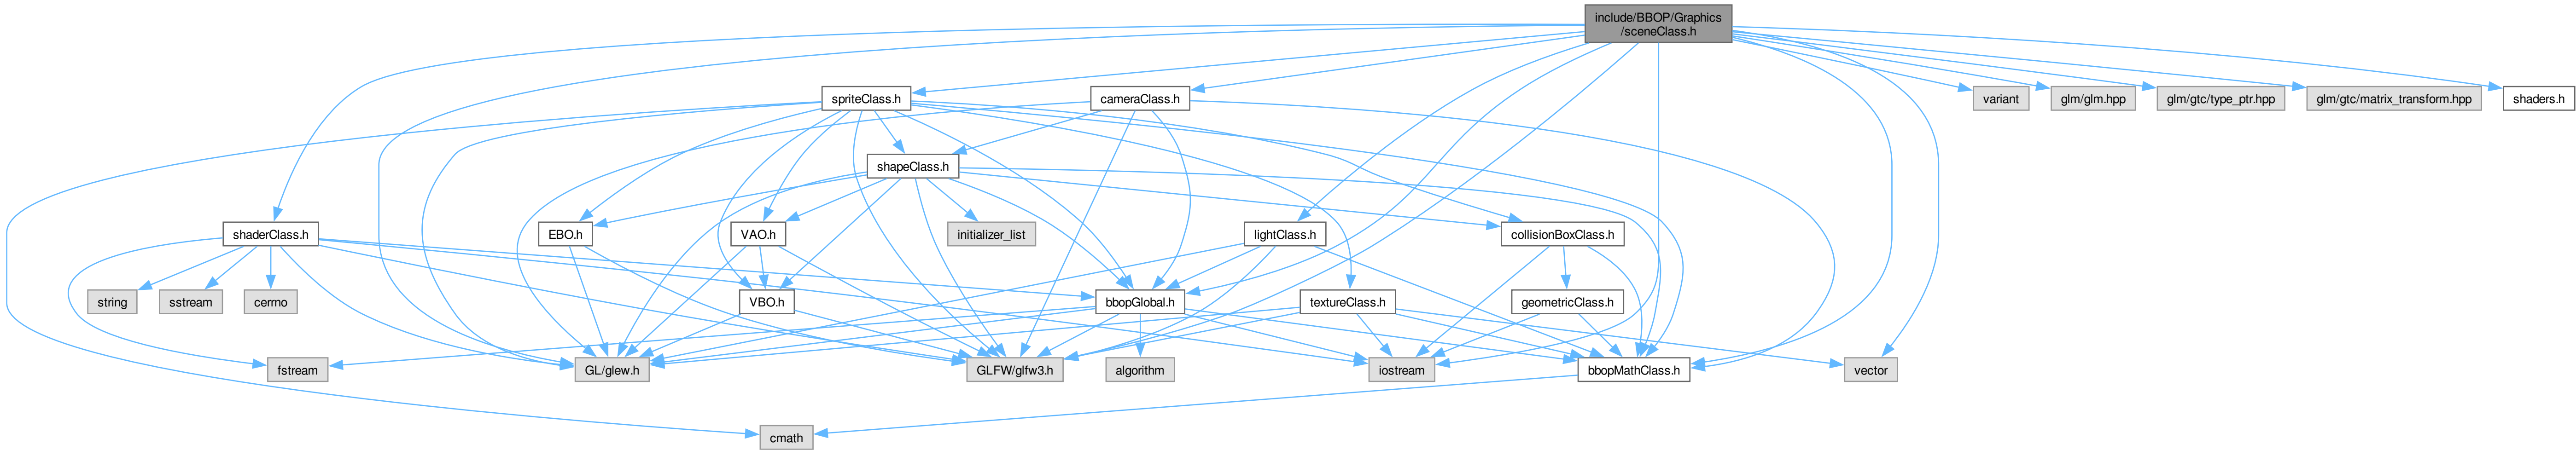 include/BBOP/Graphics
/sceneClass.h
spriteClass.h
cameraClass.h
variant
glm/glm.hpp
glm/gtc/type_ptr.hpp
glm/gtc/matrix_transform.hpp
shaders.h
shapeClass.h
shaderClass.h
EBO.h
VAO.h
initializer_list
lightClass.h
collisionBoxClass.h
string
sstream
cerrno
VBO.h
bbopGlobal.h
textureClass.h
geometricClass.h
fstream
GL/glew.h
GLFW/glfw3.h
algorithm
iostream
bbopMathClass.h
vector
cmath